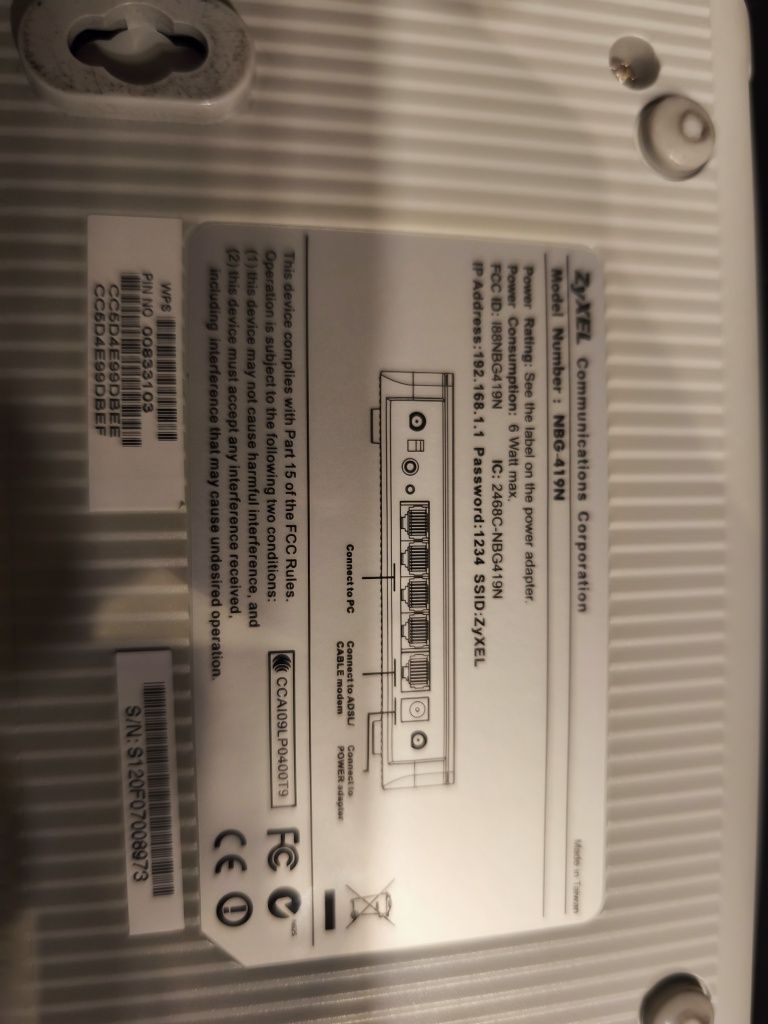 ZyXEL Communications Corporation
Model Number : NBG-419N
Made in Taiwan
Power Rating: See the label on the power adapter.
Power Consumption: 6 Watt max.
FCC ID: I88NBG419N IC: 2468C-NBG419N
IP Address:192.168.1.1 Password:1234 SSID:ZyXEL
Connect to PC
Connect to ADSL/
CABLE modem
Connect to
POWER adapter
This device complies with Part 15 of the FCC Rules.
Operation is subject to the following two conditions:
(1) this device may not cause harmful interference, and
(2) this device must accept any interference received,
including interference that may cause undesired operation.
CCAI09LP0400T9
FC
CE
WPS
PIN NO 00833103
CC5D4E99DBEE
CC5D4E99DBEF
S/N: S120F07008973